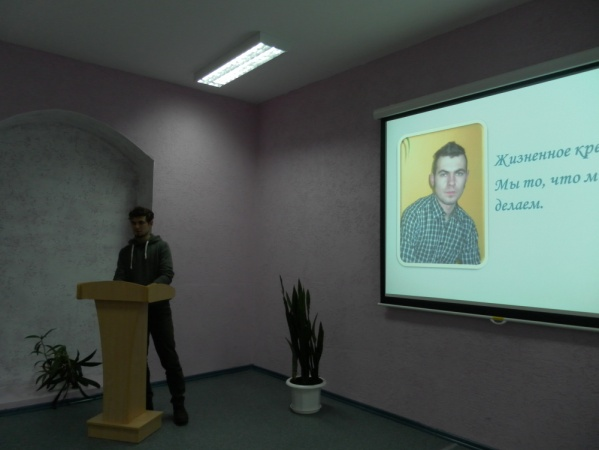 Жизненное кре
Мы то, что м
делаем.